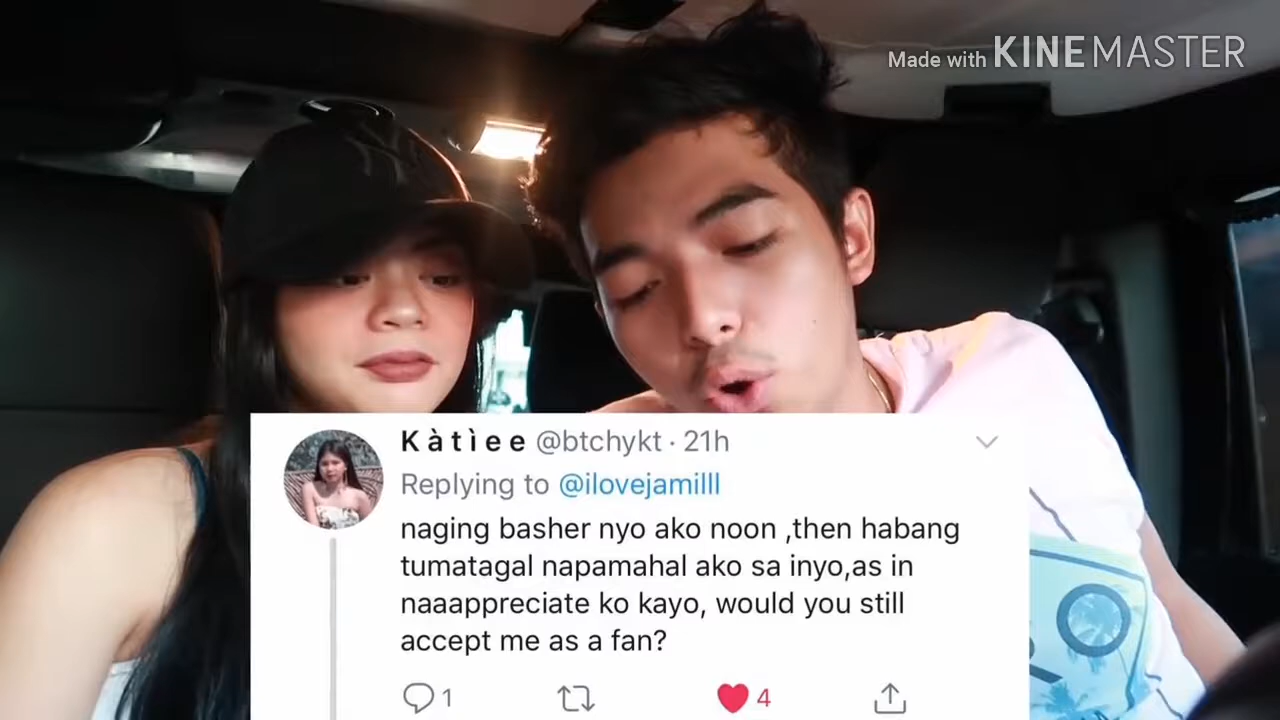 Made with KINEMASTER
NY
Kàtìee @btchykt · 21h
Replying to @ilovejamilll
naging basher nyo ako noon ,then habang
tumatagal napamahal ako sa inyo,as in
naaappreciate ko kayo, would you still
accept me as a fan?
1
4